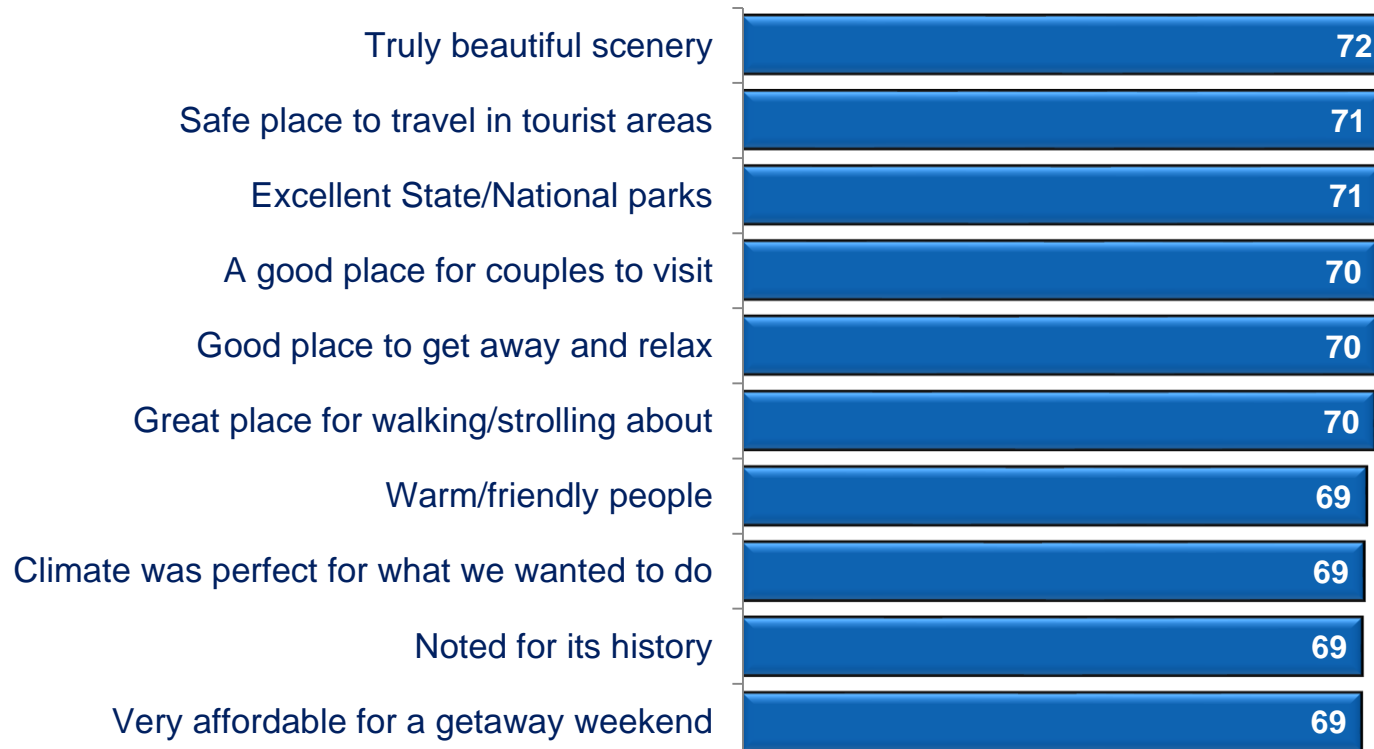 Truly beautiful scenery 72
Safe place to travel in tourist areas 71
Excellent State/National parks 71
A good place for couples to visit 70
Good place to get away and relax 70
Great place for walking/strolling about 70
Warm/friendly people 69
Climate was perfect for what we wanted to do 69
Noted for its history 69
Very affordable for a getaway weekend 69